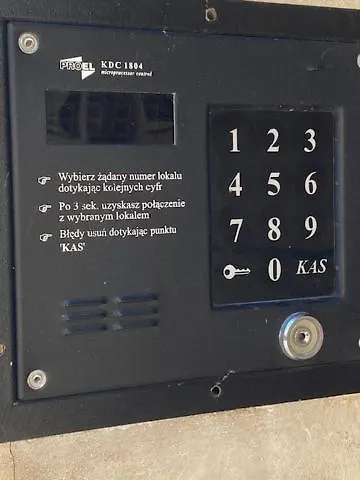 PROEL KDC 1804
microprocessor control
Wybierz żądany numer lokalu
dotykając kolejnych cyfr
Po 3 sek. uzyskasz połączenie
z wybranym lokalem
Błędy usuń dotykając punktu
'KAS'
1 2 3
4 5 6
7 8 9
0 KAS